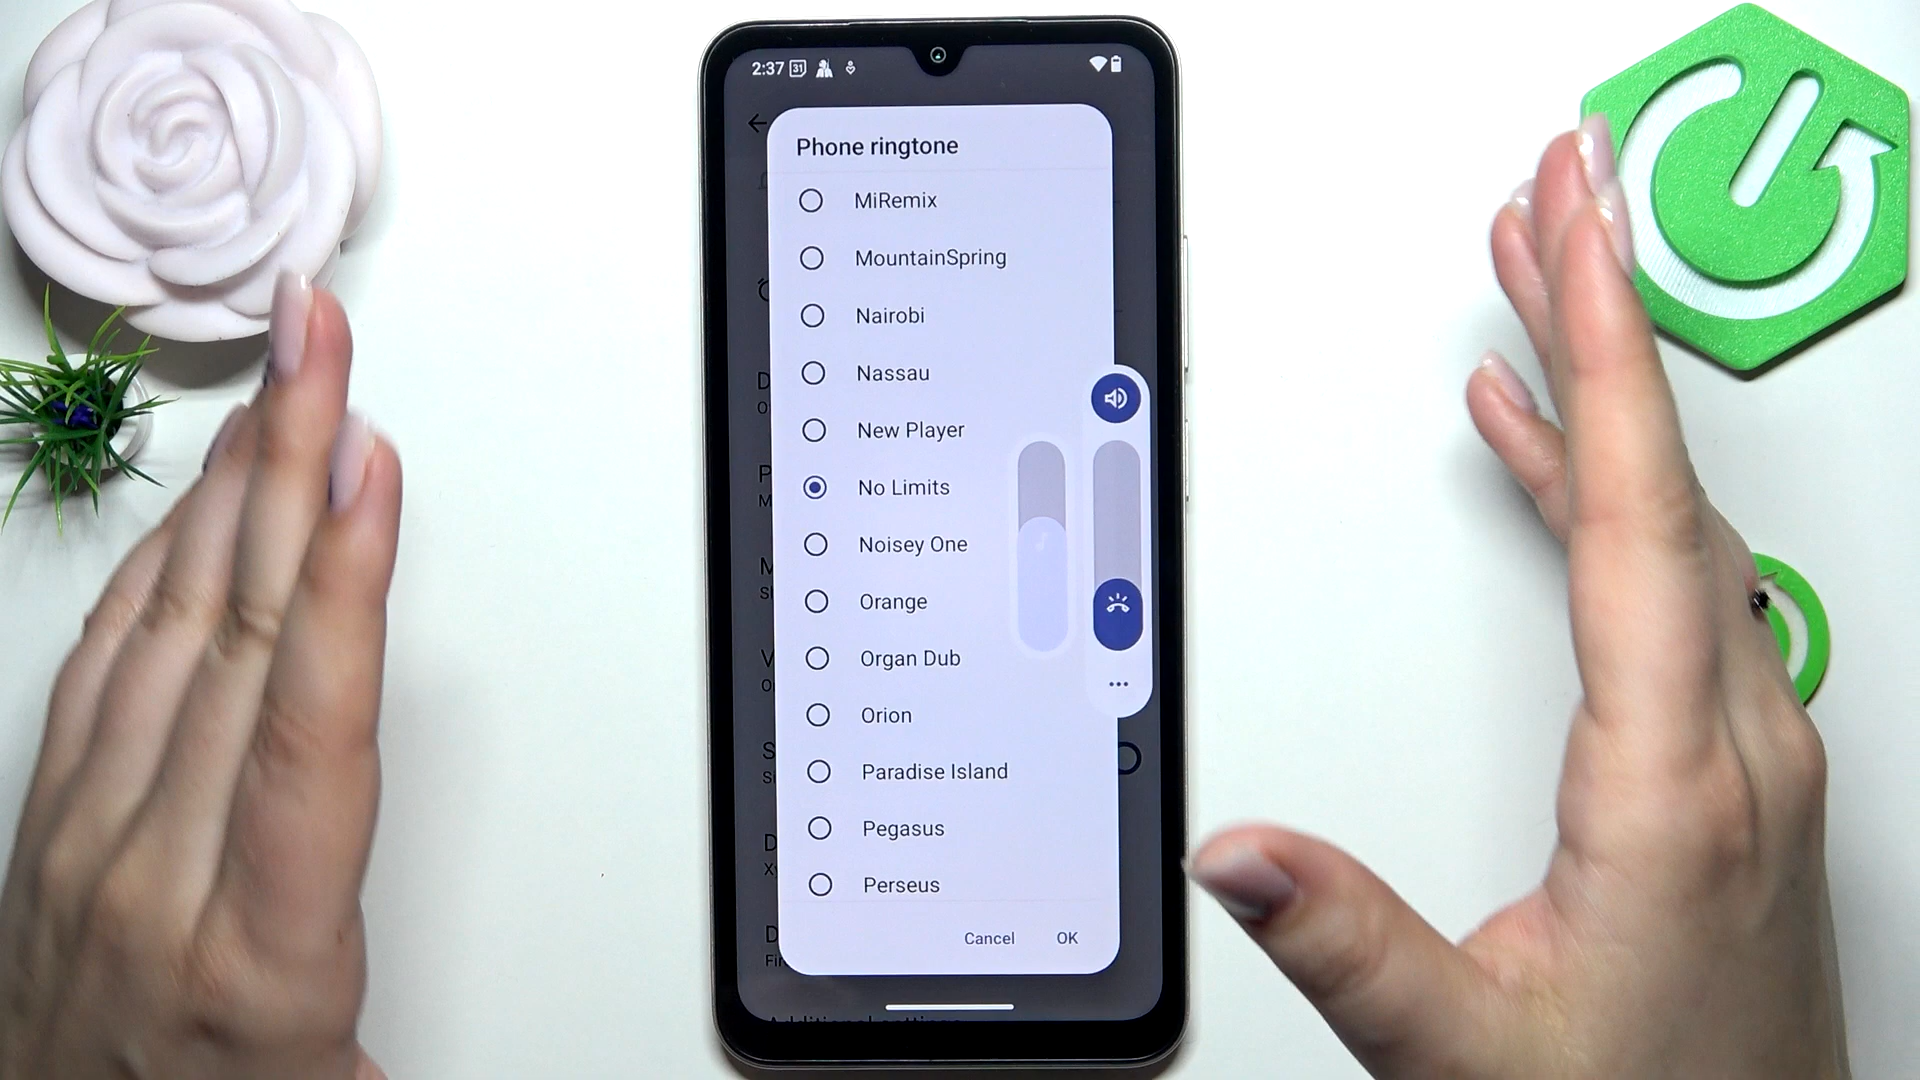 2:37 31
Phone ringtone
MiRemix
MountainSpring
Nairobi
Nassau
New Player
No Limits
Noisey One
Orange
Organ Dub
Orion
Paradise Island
Pegasus
Perseus
Cancel OK